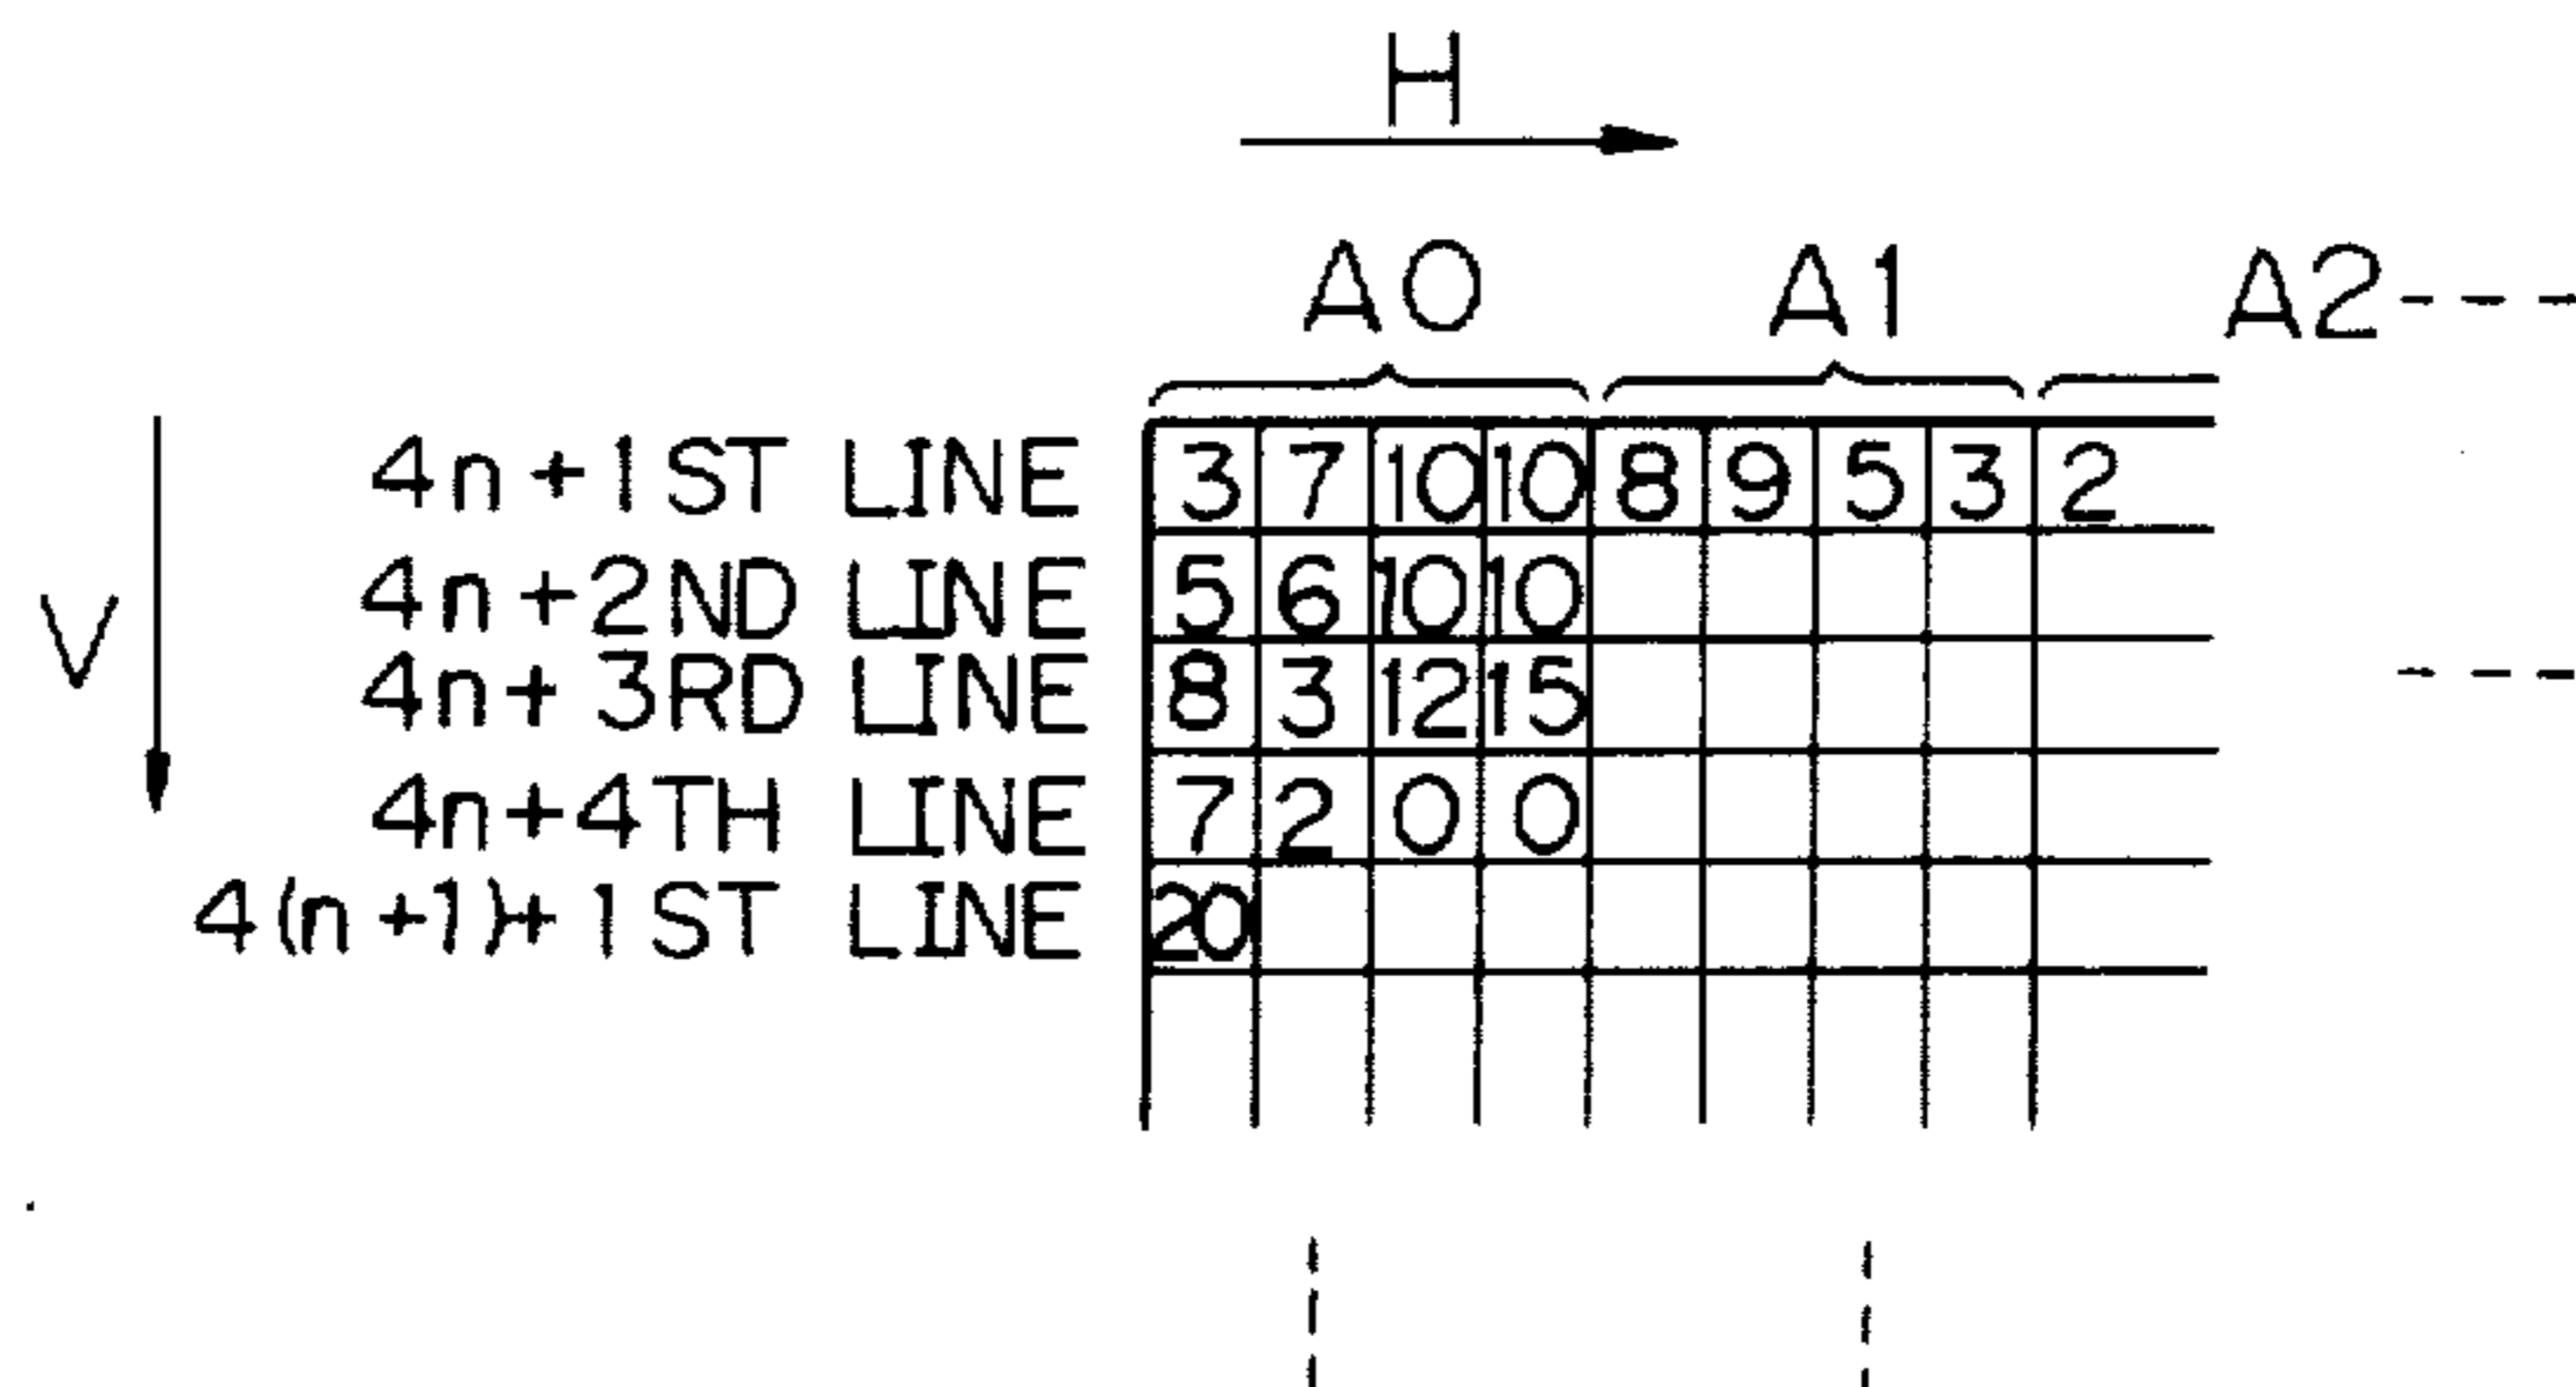 H
A0 A1 A2
4n+1ST LINE 3 7 10 10 8 9 5 3 2
4n+2ND LINE 5 6 10 10
V
4n+3RD LINE 8 3 12 15
4n+4TH LINE 7 2 0 0
4(n+1)+1ST LINE 20